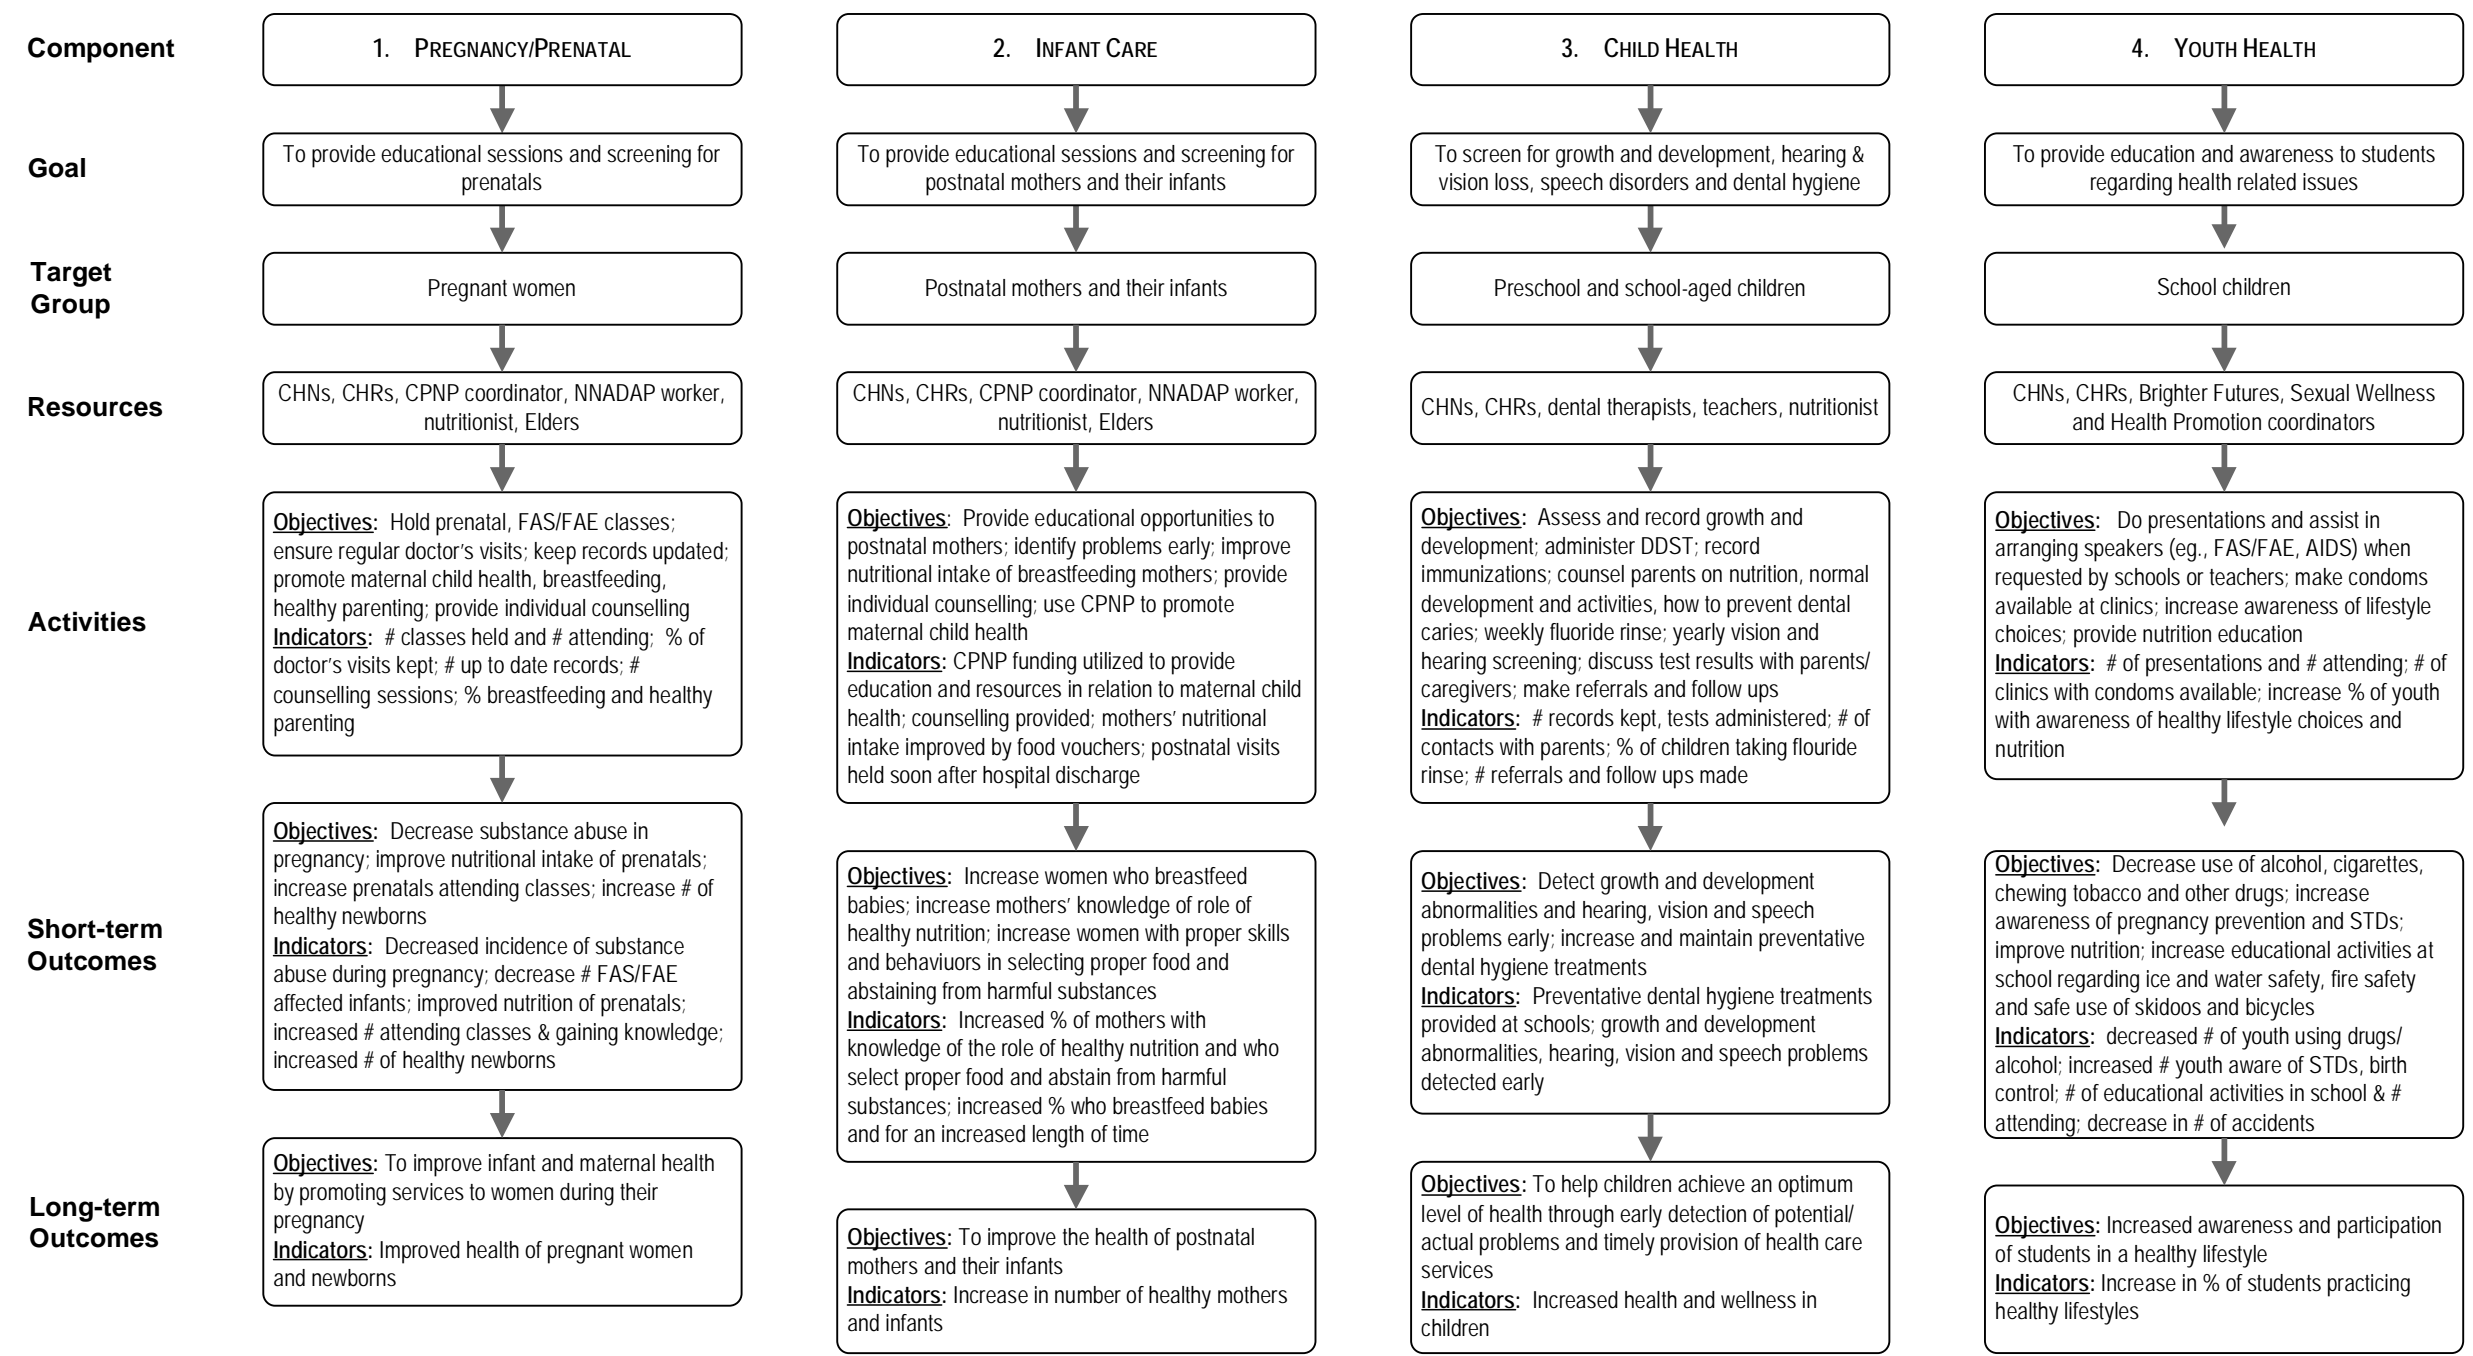 Component
1. PREGNANCY/PRENATAL
2. INFANT CARE
3. CHILD HEALTH
4. YOUTH HEALTH
Goal
To provide educational sessions and screening for
prenatals
To provide educational sessions and screening for
postnatal mothers and their infants
To screen for growth and development, hearing &
vision loss, speech disorders and dental hygiene
To provide education and awareness to students
regarding health related issues
Target
Group
Pregnant women
Postnatal mothers and their infants
Preschool and school-aged children
School children
Resources
CHNs, CHRs, CPNP coordinator, NNADAP worker,
nutritionist, Elders
CHNs, CHRs, CPNP coordinator, NNADAP worker,
nutritionist, Elders
CHNs, CHRs, dental therapists, teachers, nutritionist
CHNs, CHRs, Brighter Futures, Sexual Wellness
and Health Promotion coordinators
Activities
Objectives: Hold prenatal, FAS/FAE classes;
ensure regular doctor's visits; keep records updated;
promote maternal child health, breastfeeding,
healthy parenting; provide individual counselling
Indicators: # classes held and # attending; % of
doctor's visits kept; # up to date records; #
counselling sessions; % breastfeeding and healthy
parenting
Objectives: Provide educational opportunities to
postnatal mothers; identify problems early; improve
nutritional intake of breastfeeding mothers; provide
individual counselling; use CPNP to promote
maternal child health
Indicators: CPNP funding utilized to provide
education and resources in relation to maternal child
health; counselling provided; mothers' nutritional
intake improved by food vouchers; postnatal visits
held soon after hospital discharge
Objectives: Assess and record growth and
development; administer DDST; record
immunizations; counsel parents on nutrition, normal
development and activities, how to prevent dental
caries; weekly fluoride rinse; yearly vision and
hearing screening; discuss test results with parents/
caregivers; make referrals and follow ups
Indicators: # records kept, tests administered; # of
contacts with parents; % of children taking flouride
rinse; # referrals and follow ups made
Objectives: Do presentations and assist in
arranging speakers (eg., FAS/FAE, AIDS) when
requested by schools or teachers; make condoms
available at clinics; increase awareness of lifestyle
choices; provide nutrition education
Indicators: # of presentations and # attending; # of
clinics with condoms available; increase % of youth
with awareness of healthy lifestyle choices and
nutrition
Short-term
Outcomes
Objectives: Decrease substance abuse in
pregnancy; improve nutritional intake of prenatals;
increase prenatals attending classes; increase # of
healthy newborns
Indicators: Decreased incidence of substance
abuse during pregnancy; decrease # FAS/FAE
affected infants; improved nutrition of prenatals;
increased # attending classes & gaining knowledge;
increased # of healthy newborns
Objectives: Increase women who breastfeed
babies; increase mothers' knowledge of role of
healthy nutrition; increase women with proper skills
and behaviuors in selecting proper food and
abstaining from harmful substances
Indicators: Increased % of mothers with
knowledge of the role of healthy nutrition and who
select proper food and abstain from harmful
substances; increased % who breastfeed babies
and for an increased length of time
Objectives: Detect growth and development
abnormalities and hearing, vision and speech
problems early; increase and maintain preventative
dental hygiene treatments
Indicators: Preventative dental hygiene treatments
provided at schools; growth and development
abnormalities, hearing, vision and speech problems
detected early
Objectives: Decrease use of alcohol, cigarettes,
chewing tobacco and other drugs; increase
awareness of pregnancy prevention and STDs;
improve nutrition; increase educational activities at
school regarding ice and water safety, fire safety
and safe use of skidoos and bicycles
Indicators: decreased # of youth using drugs/
alcohol; increased # youth aware of STDs, birth
control; # of educational activities in school & #
attending; decrease in # of accidents
Long-term
Outcomes
Objectives: To improve infant and maternal health
by promoting services to women during their
pregnancy
Indicators: Improved health of pregnant women
and newborns
Objectives: To improve the health of postnatal
mothers and their infants
Indicators: Increase in number of healthy mothers
and infants
Objectives: To help children achieve an optimum
level of health through early detection of potential/
actual problems and timely provision of health care
services
Indicators: Increased health and wellness in
children
Objectives: Increased awareness and participation
of students in a healthy lifestyle
Indicators: Increase in % of students practicing
healthy lifestyles